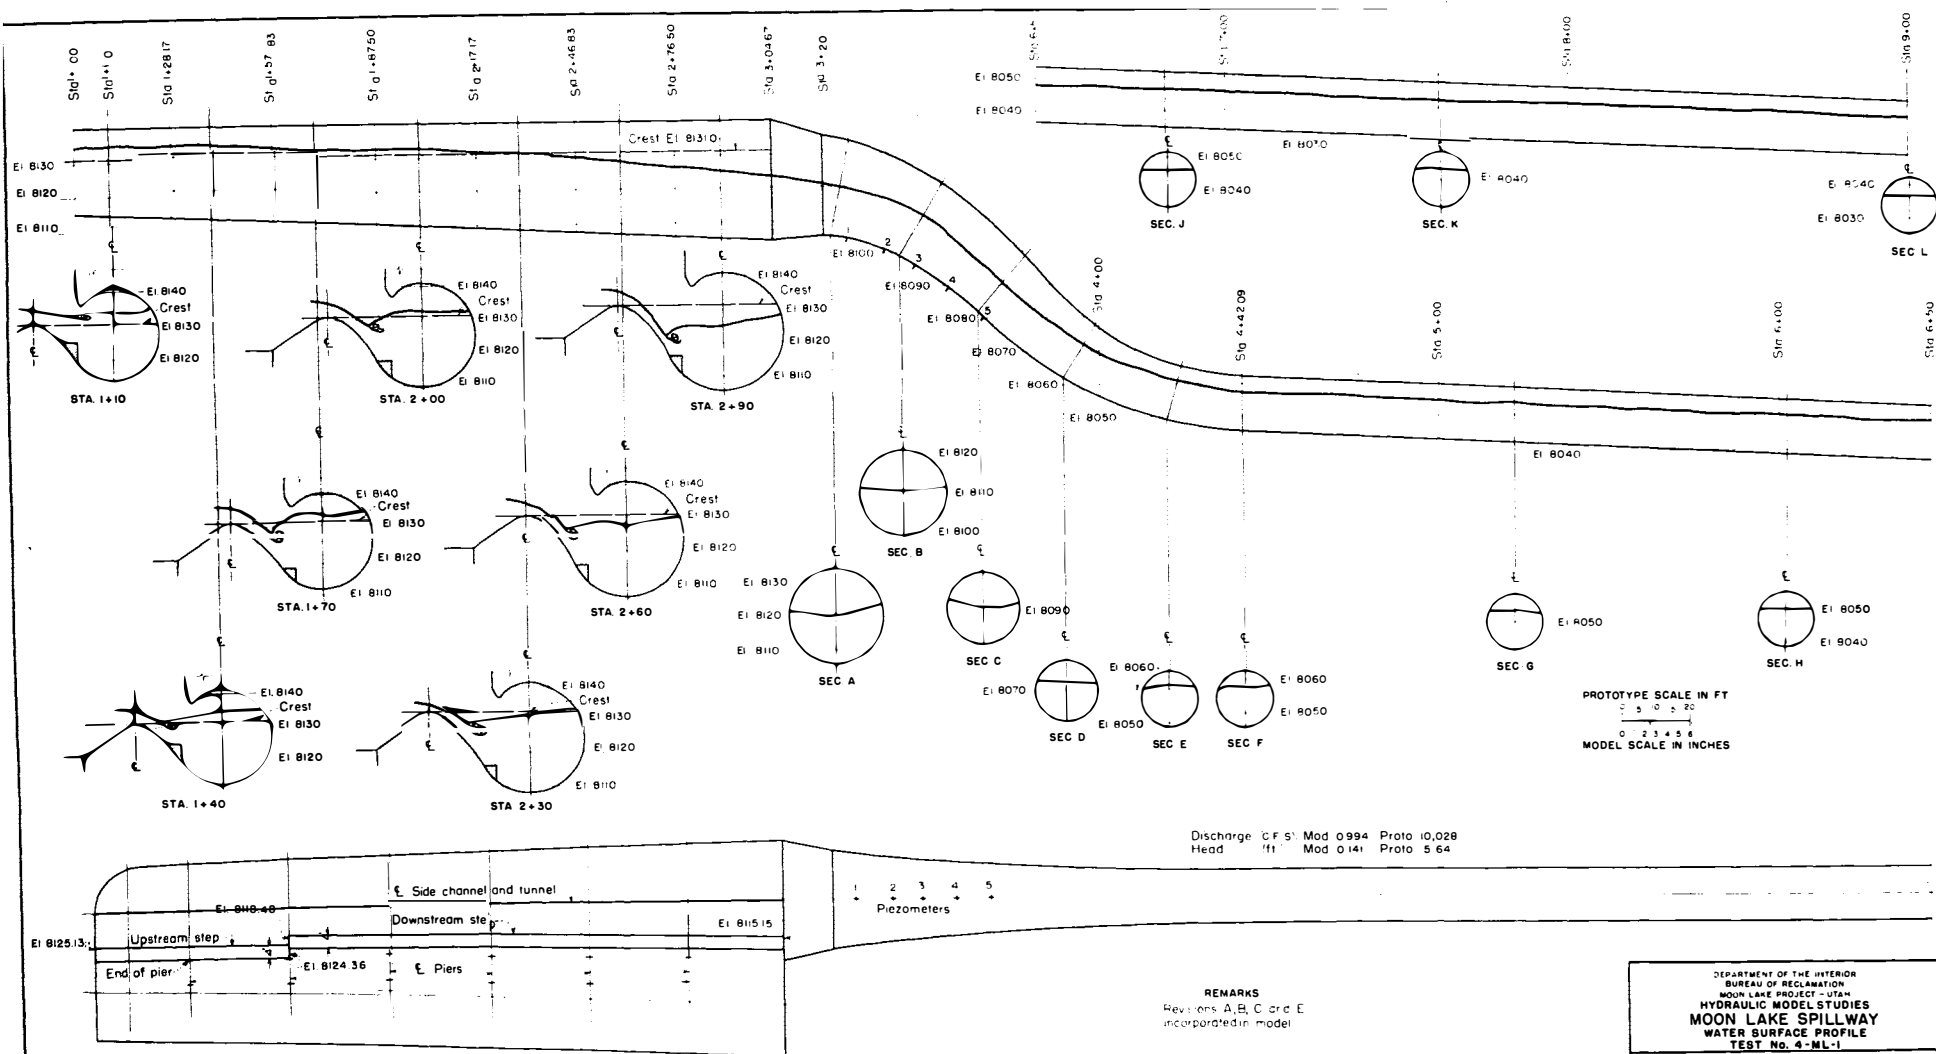 Sta 1+28.17
Sta 1+57.83
Sta 1+87.50
Sta 2+17.17
Sta 2+46.83
Sta 2+76.50
Sta 3+04.67
Sta 3+20
Sta 7+00
Sta 8+00
Sta 9+00
El 8050
El 8040
El 8030
Crest El 8131.0
El 8130
El 8120
El 8110
El 8050
El 8040
SEC. J
El 8040
SEC. K
El 8040
El 8030
SEC L
1
2
3
4
5
El 8100
El 8090
El 8080
El 8070
El 8060
El 8050
El 8040
Sta 4+00
Sta 4+42.09
Sta 5+00
Sta 6+00
Sta 6+50
El 8140
Crest
El 8130
El 8120
STA. 1+10
El 8140
Crest
El 8130
El 8120
El 8110
STA. 2+00
El 8140
Crest
El 8130
El 8120
El 8110
STA. 2+90
El 8140
Crest
El 8130
El 8120
El 8110
STA. 1+70
El 8140
Crest
El 8130
El 8120
El 8110
STA. 2+60
El 8120
El 8110
El 8100
SEC. B
El 8130
El 8120
El 8110
SEC A
El 8090
SEC C
El 8070
El 8050
SEC D
El 8060
SEC E
El 8060
El 8050
SEC F
El 8050
SEC G
El 8050
SEC. H
El. 8140
Crest
El 8130
El 8120
STA. 1+40
El 8140
Crest
El 8130
El 8120
El 8110
STA 2+30
PROTOTYPE SCALE IN FT
MODEL SCALE IN INCHES
Discharge (C.F.S) Mod 0.994 Proto 10,028
Head (ft) Mod 0.141 Proto 5.64
℄ Side channel and tunnel
El. 8118.48
Downstream step
El 8115.15
El 8125.13
Upstream step
End of pier
El. 8124.36
℄ Piers
1 2 3 4 5
Piezometers
REMARKS
Revisions A, B, C and E
incorporated in model
DEPARTMENT OF THE INTERIOR
BUREAU OF RECLAMATION
MOON LAKE PROJECT - UTAH
HYDRAULIC MODEL STUDIES
MOON LAKE SPILLWAY
WATER SURFACE PROFILE
TEST No. 4-ML-1